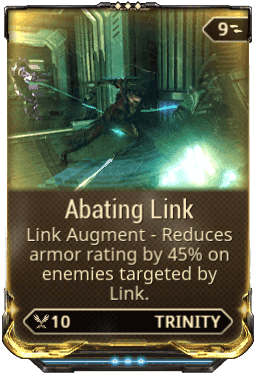 9
Abating Link
Link Augment - Reduces
armor rating by 45% on
enemies targeted by
Link.
10 TRINITY